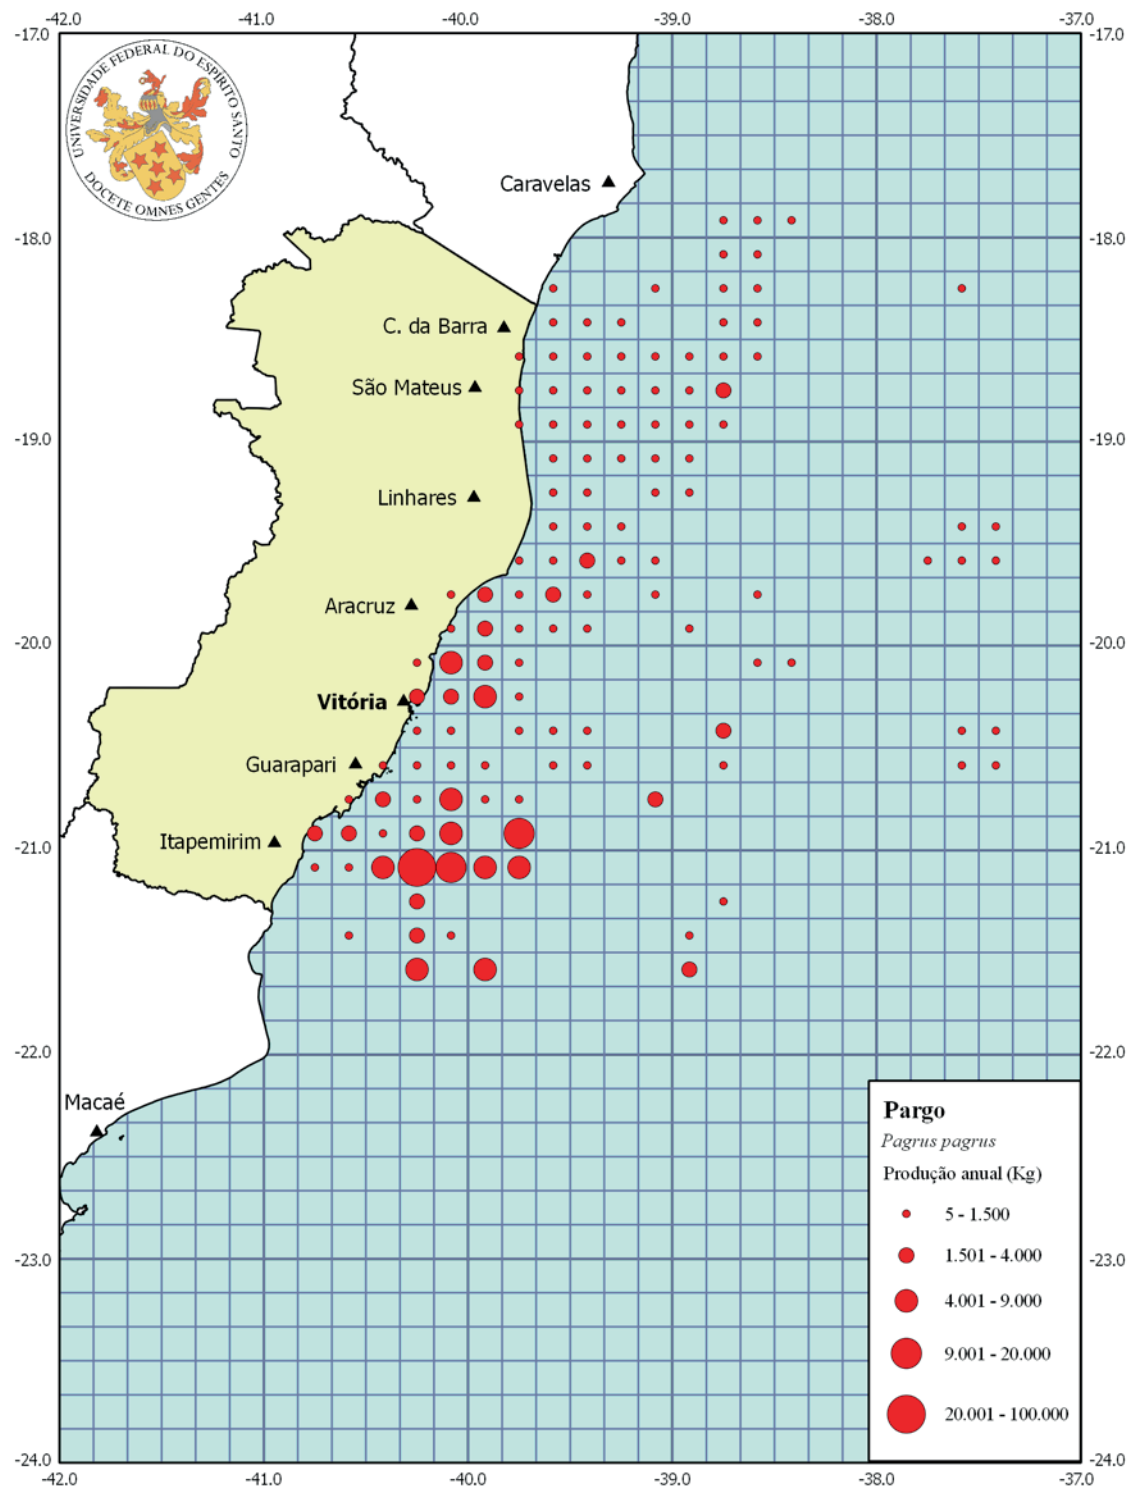 -42.0 -41.0 -40.0 -39.0 -38.0 -37.0
-17.0 -17.0
UNIVERSIDADE FEDERAL DO ESPÍRITO SANTO
DOCETE OMNES GENTES
Caravelas
-18.0 -18.0
C. da Barra
São Mateus
-19.0 -19.0
Linhares
Aracruz
-20.0 -20.0
Vitória
Guarapari
Itapemirim
-21.0 -21.0
-22.0 -22.0
Macaé
Pargo
Pagrus pagrus
Produção anual (Kg)
5 - 1.500
1.501 - 4.000
4.001 - 9.000
9.001 - 20.000
20.001 - 100.000
-23.0 -23.0
-24.0 -24.0
-42.0 -41.0 -40.0 -39.0 -38.0 -37.0